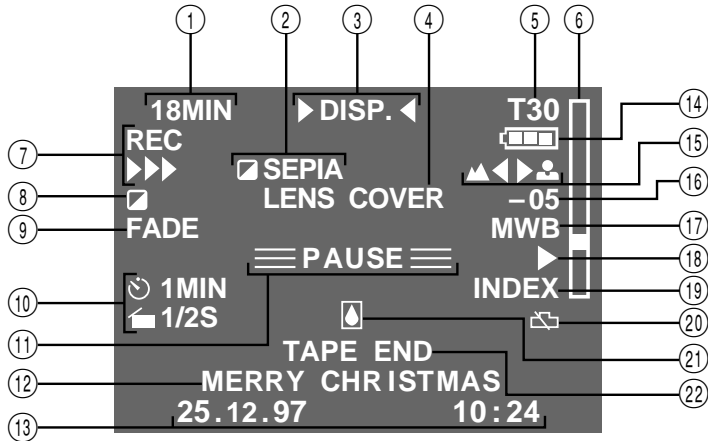 1 2 3 4 5 6
18MIN DISP. T30
REC
14
7
15
SEPIA
LENS COVER
16
8
–05
9 FADE MWB 17
PAUSE
18
INDEX 19
10 1MIN
1/2S
20
11
21
TAPE END
12 MERRY CHRISTMAS
22
13 25.12.97 10:24